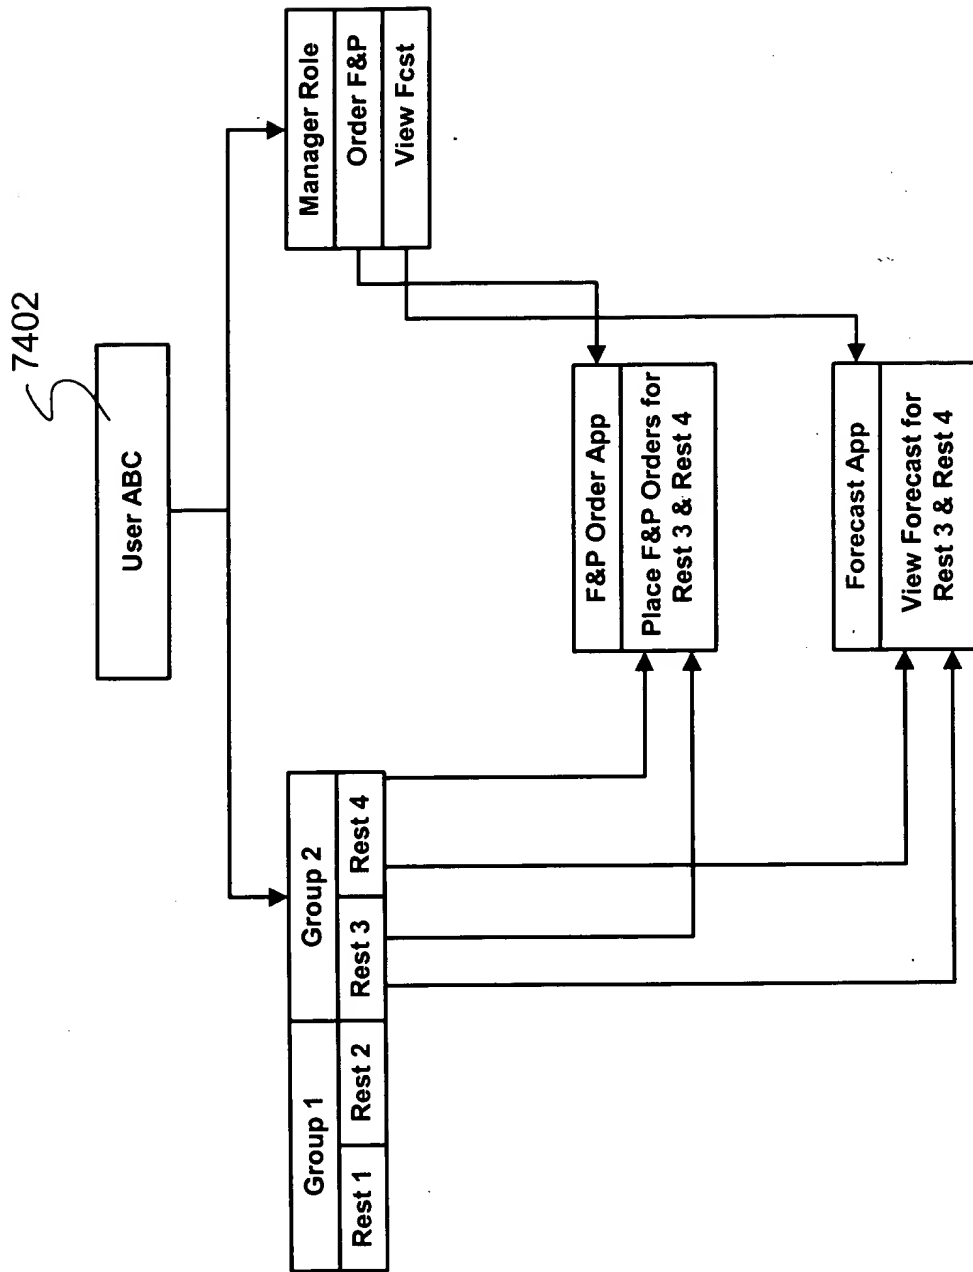 7402
User ABC
Group 1
Group 2
Rest 1
Rest 2
Rest 3
Rest 4
Manager Role
Order F&P
View Fcst
F&P Order App
Place F&P Orders for
Rest 3 & Rest 4
Forecast App
View Forecast for
Rest 3 & Rest 4